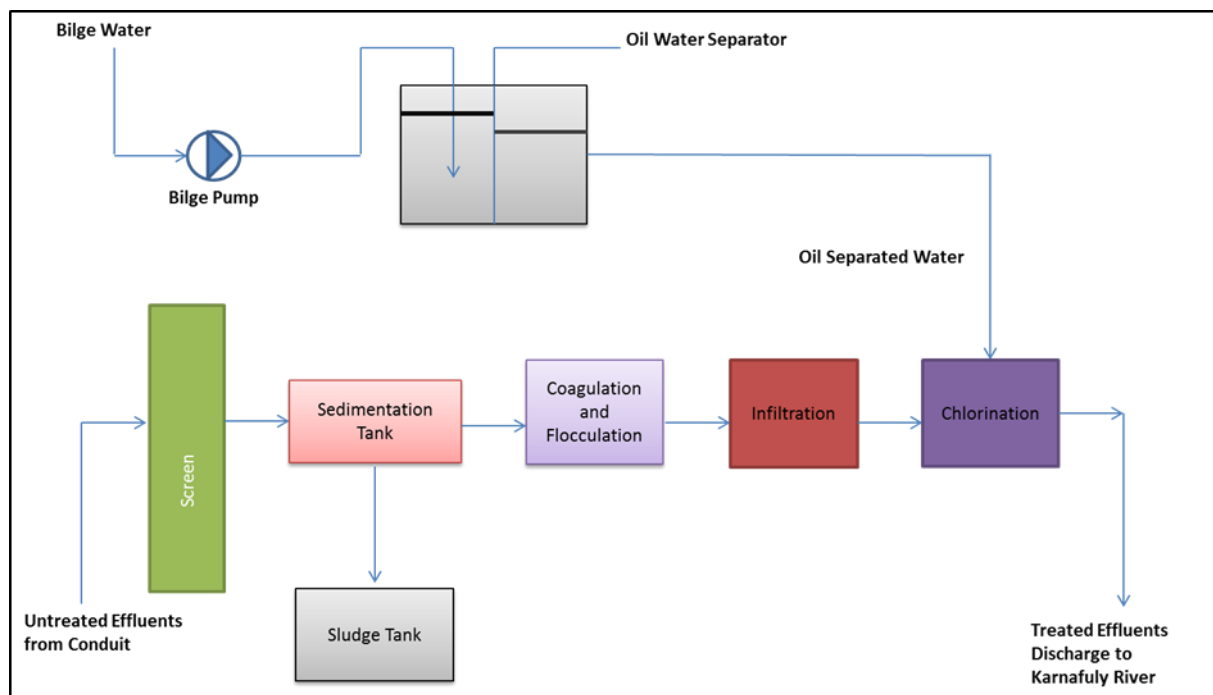 Bilge Water
Oil Water Separator
Bilge Pump
Oil Separated Water
Screen
Sedimentation
Tank
Coagulation
and
Flocculation
Infiltration
Chlorination
Untreated Effluents
from Conduit
Sludge Tank
Treated Effluents
Discharge to
Karnafuly River